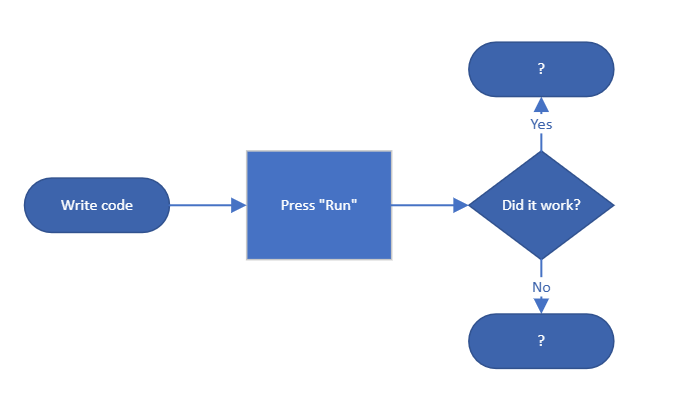 ?
Yes
Write code
Press "Run"
Did it work?
No
?